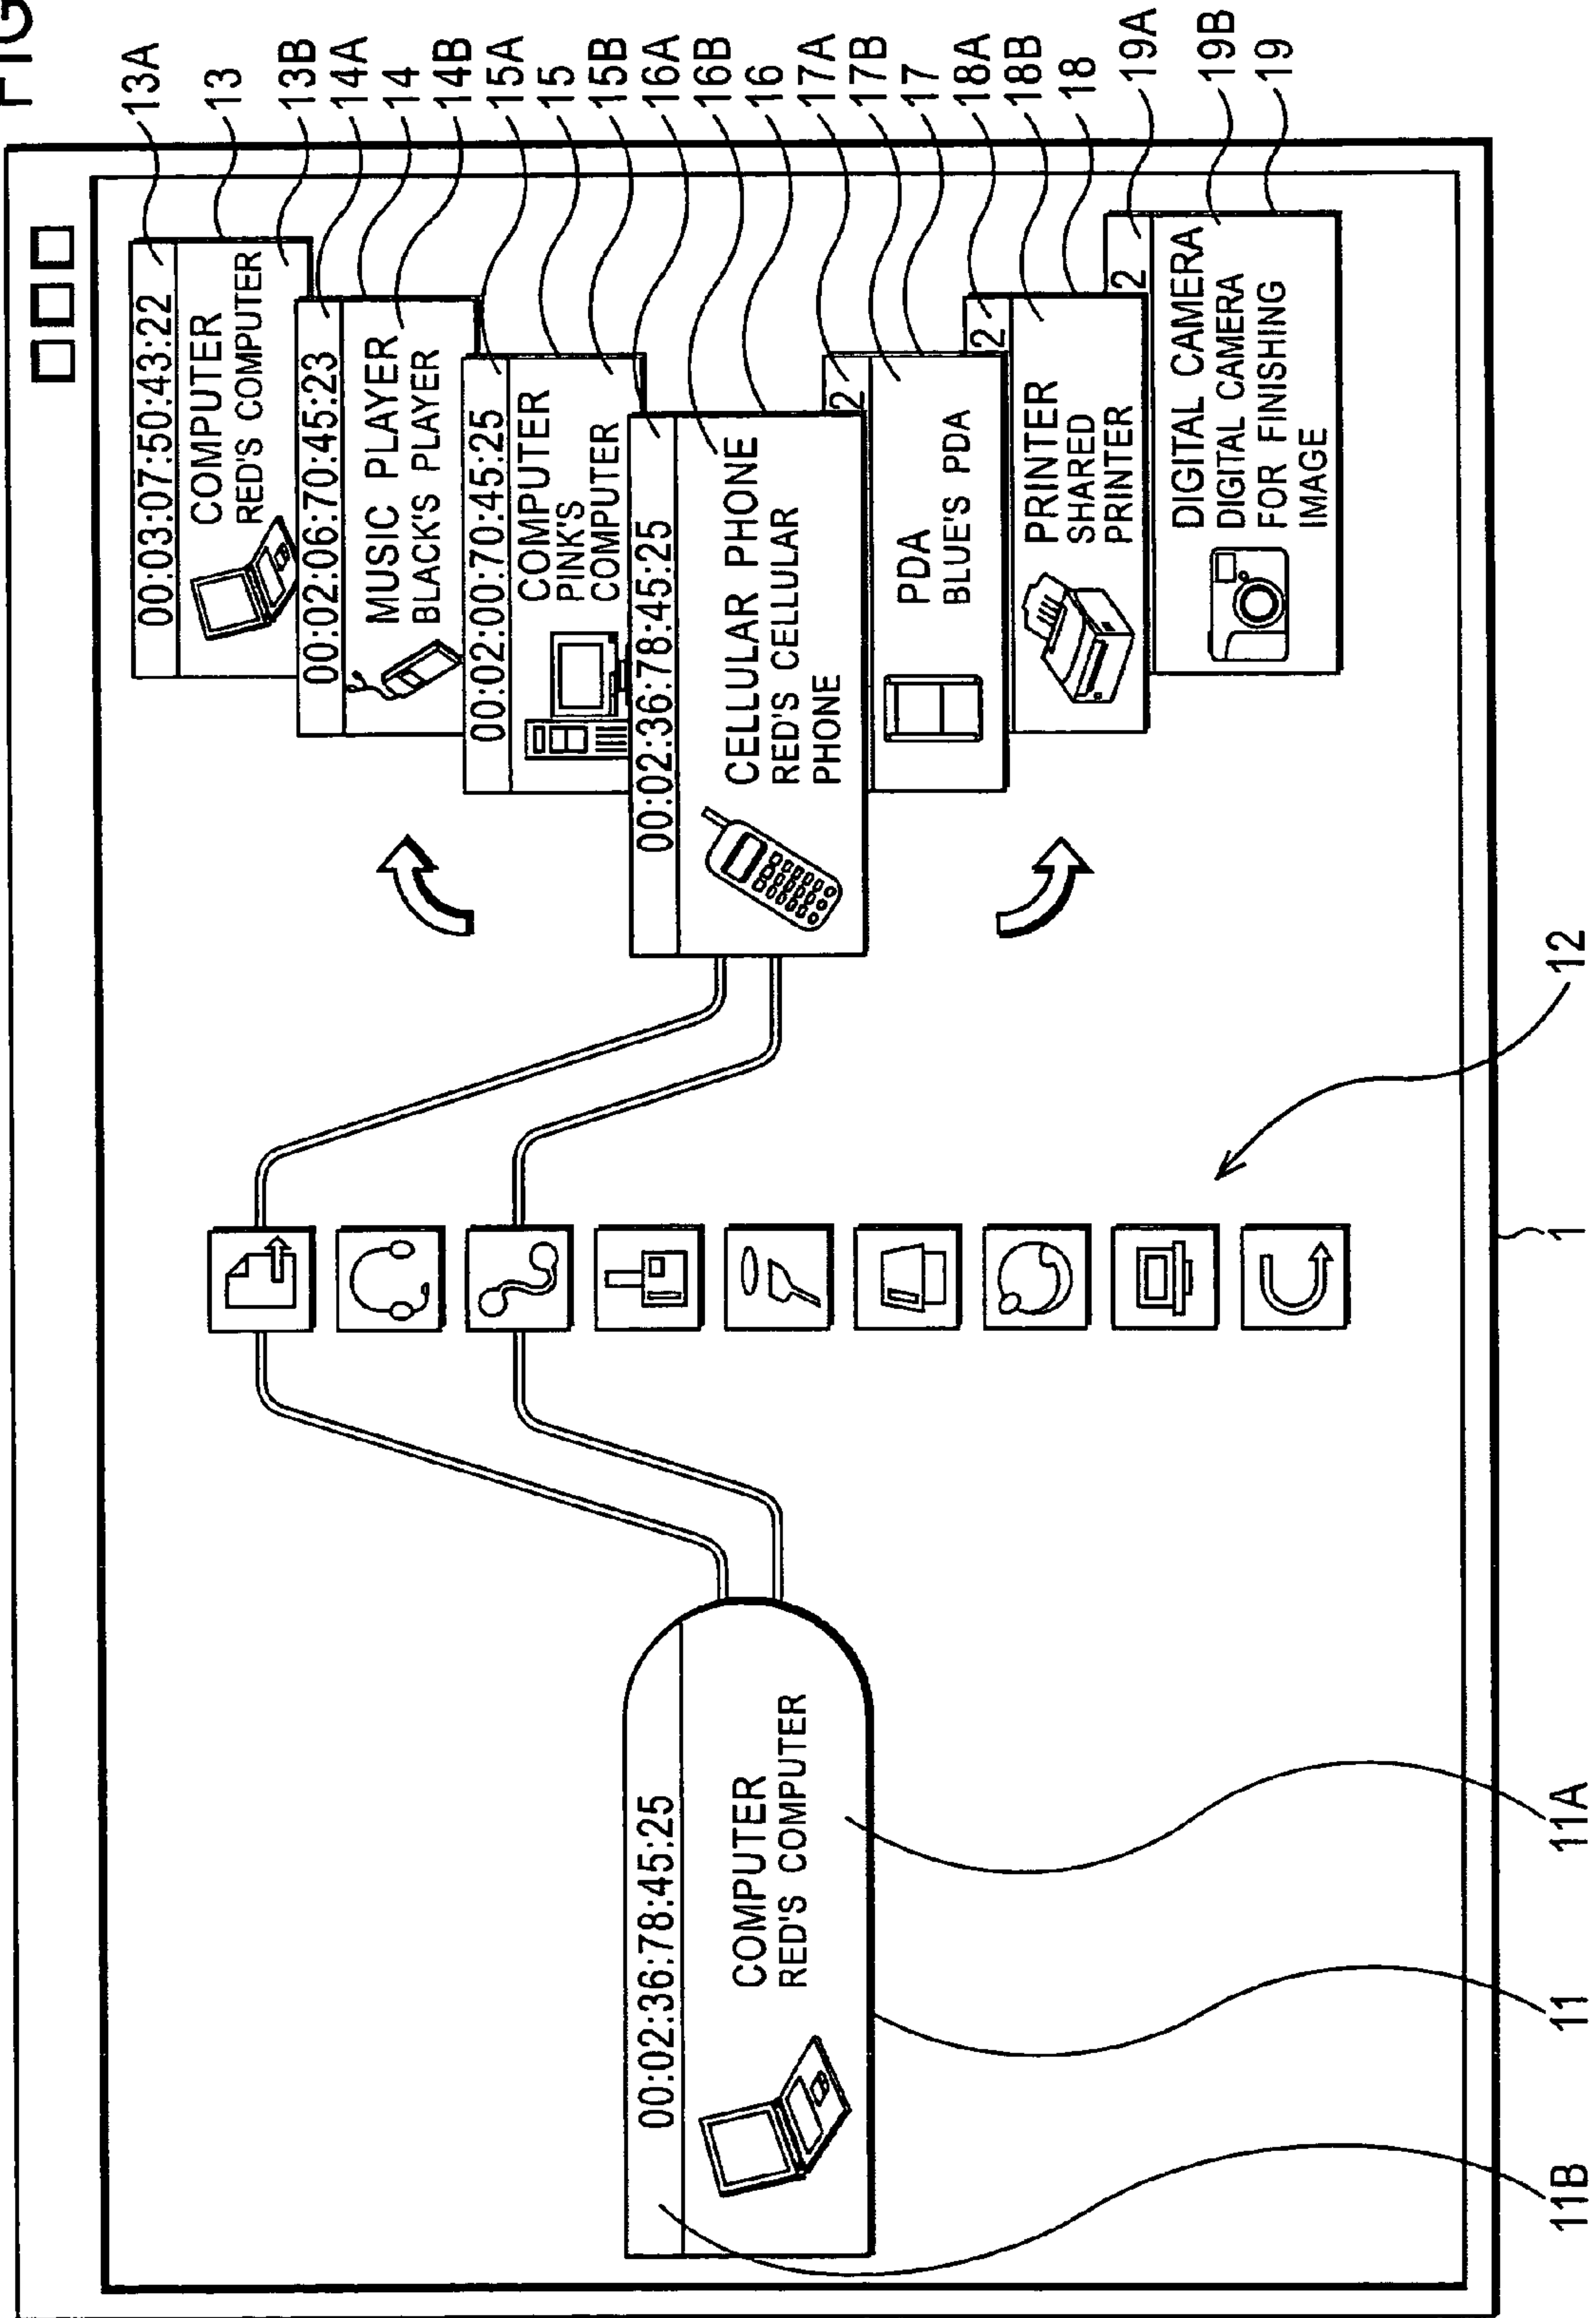 FIG
13A
13
13B
14A
14
14B
15A
15
15B
16A
16B
16
17A
17B
17
18A
18B
18
19A
19B
19
00:03:07:50:43:22
COMPUTER
RED'S COMPUTER
00:02:06:70:45:23
MUSIC PLAYER
BLACK'S PLAYER
00:02:00:70:45:25
COMPUTER
PINK'S
COMPUTER
00:02:36:78:45:25
CELLULAR PHONE
RED'S CELLULAR
PHONE
2
PDA
BLUE'S PDA
2
PRINTER
SHARED
PRINTER
2
DIGITAL CAMERA
DIGITAL CAMERA
FOR FINISHING
IMAGE
00:02:36:78:45:25
COMPUTER
RED'S COMPUTER
11B
11
11A
1
12